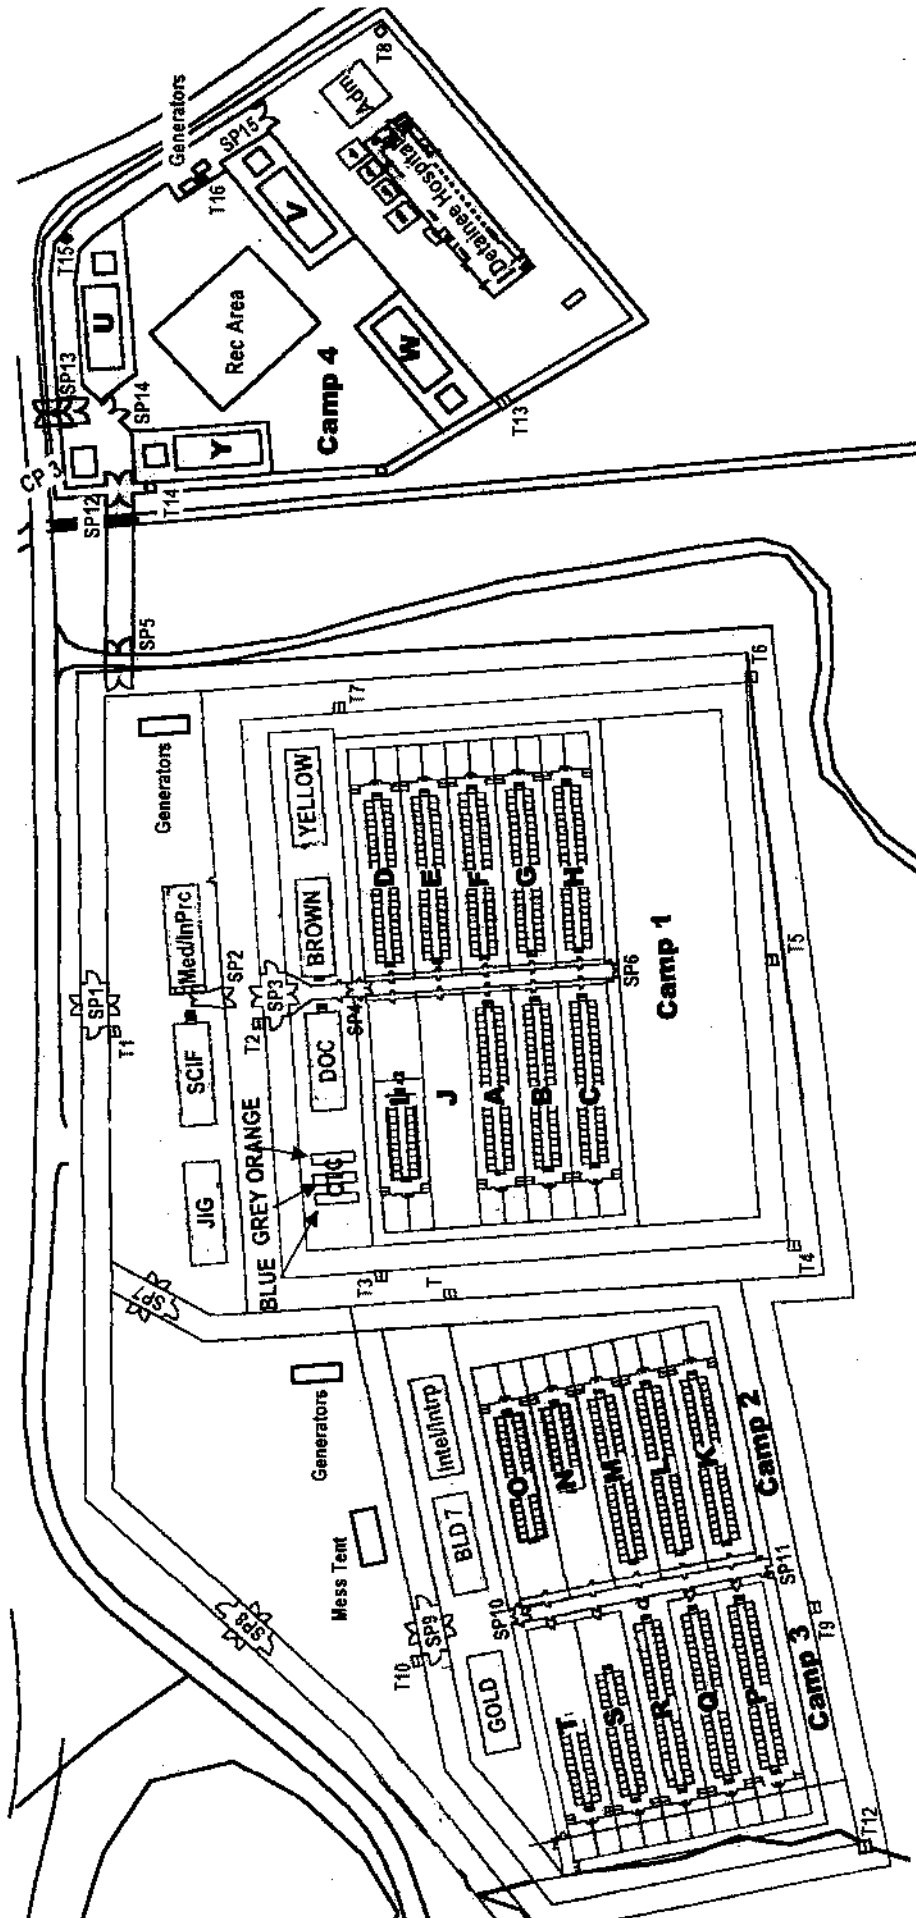 T8
Adm
Detainee Hospital
Generators
SP15
T16
V
T15
U
Rec Area
W
T13
Camp 4
SP13
SP14
Y
CP 3
SP12
T14
SP5
T6
T7
Generators
YELLOW
D
E
F
G
H
BROWN
Med/InPrc
SP2
SP3
SP4
SP6
T5
Camp 1
SP1
T1
T2
SCIF
DOC
I
J
A
B
C
BLUE GREY ORANGE
JIG
T3
T
T4
SP7
Generators
Intel/Intrp
O
N
M
L
K
Camp 2
BLD 7
Mess Tent
SP8
SP9
SP10
SP11
T10
T9
GOLD
T
S
R
Q
P
Camp 3
T12